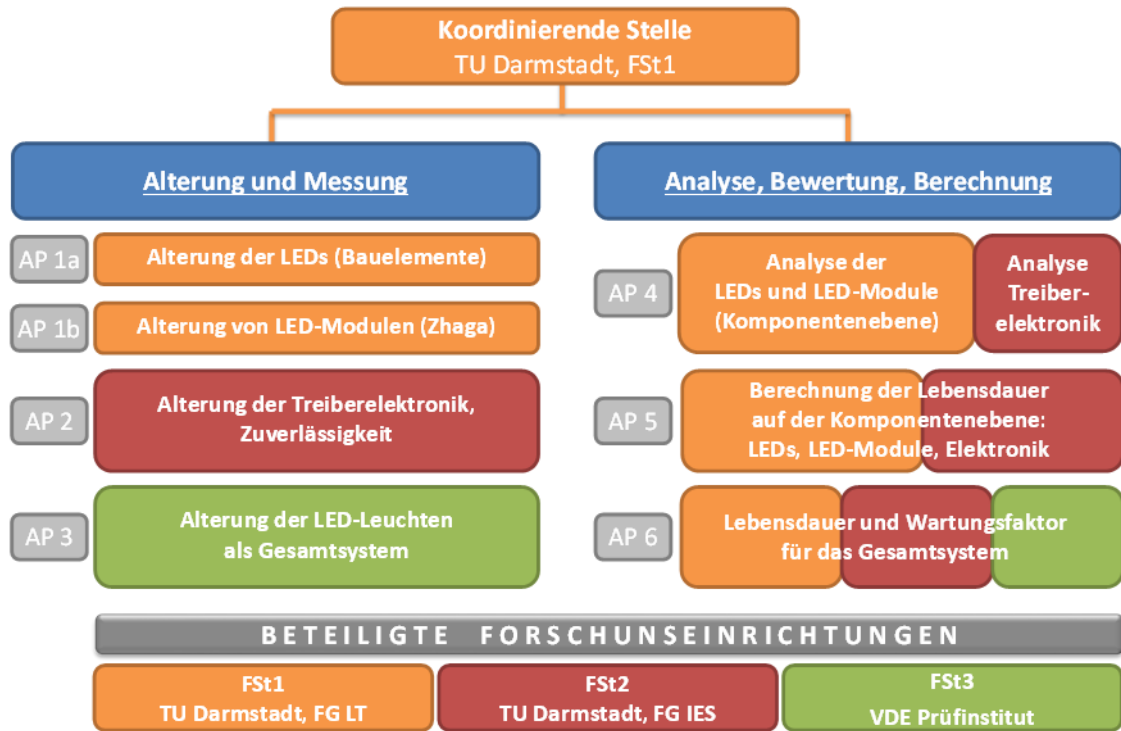 Koordinierende Stelle
TU Darmstadt, FSt1
Alterung und Messung
AP 1a
Alterung der LEDs (Bauelemente)
AP 1b
Alterung von LED-Modulen (Zhaga)
AP 2
Alterung der Treiberelektronik,
Zuverlässigkeit
AP 3
Alterung der LED-Leuchten
als Gesamtsystem
Analyse, Bewertung, Berechnung
AP 4
Analyse der
LEDs und LED-Module
(Komponentenebene)
Analyse
Treiber-
elektronik
AP 5
Berechnung der Lebensdauer
auf der Komponentenebene:
LEDs, LED-Module, Elektronik
AP 6
Lebensdauer und Wartungsfaktor
für das Gesamtsystem
BETEILIGTE FORSCHUNSEINRICHTUNGEN
FSt1
TU Darmstadt, FG LT
FSt2
TU Darmstadt, FG IES
FSt3
VDE Prüfinstitut